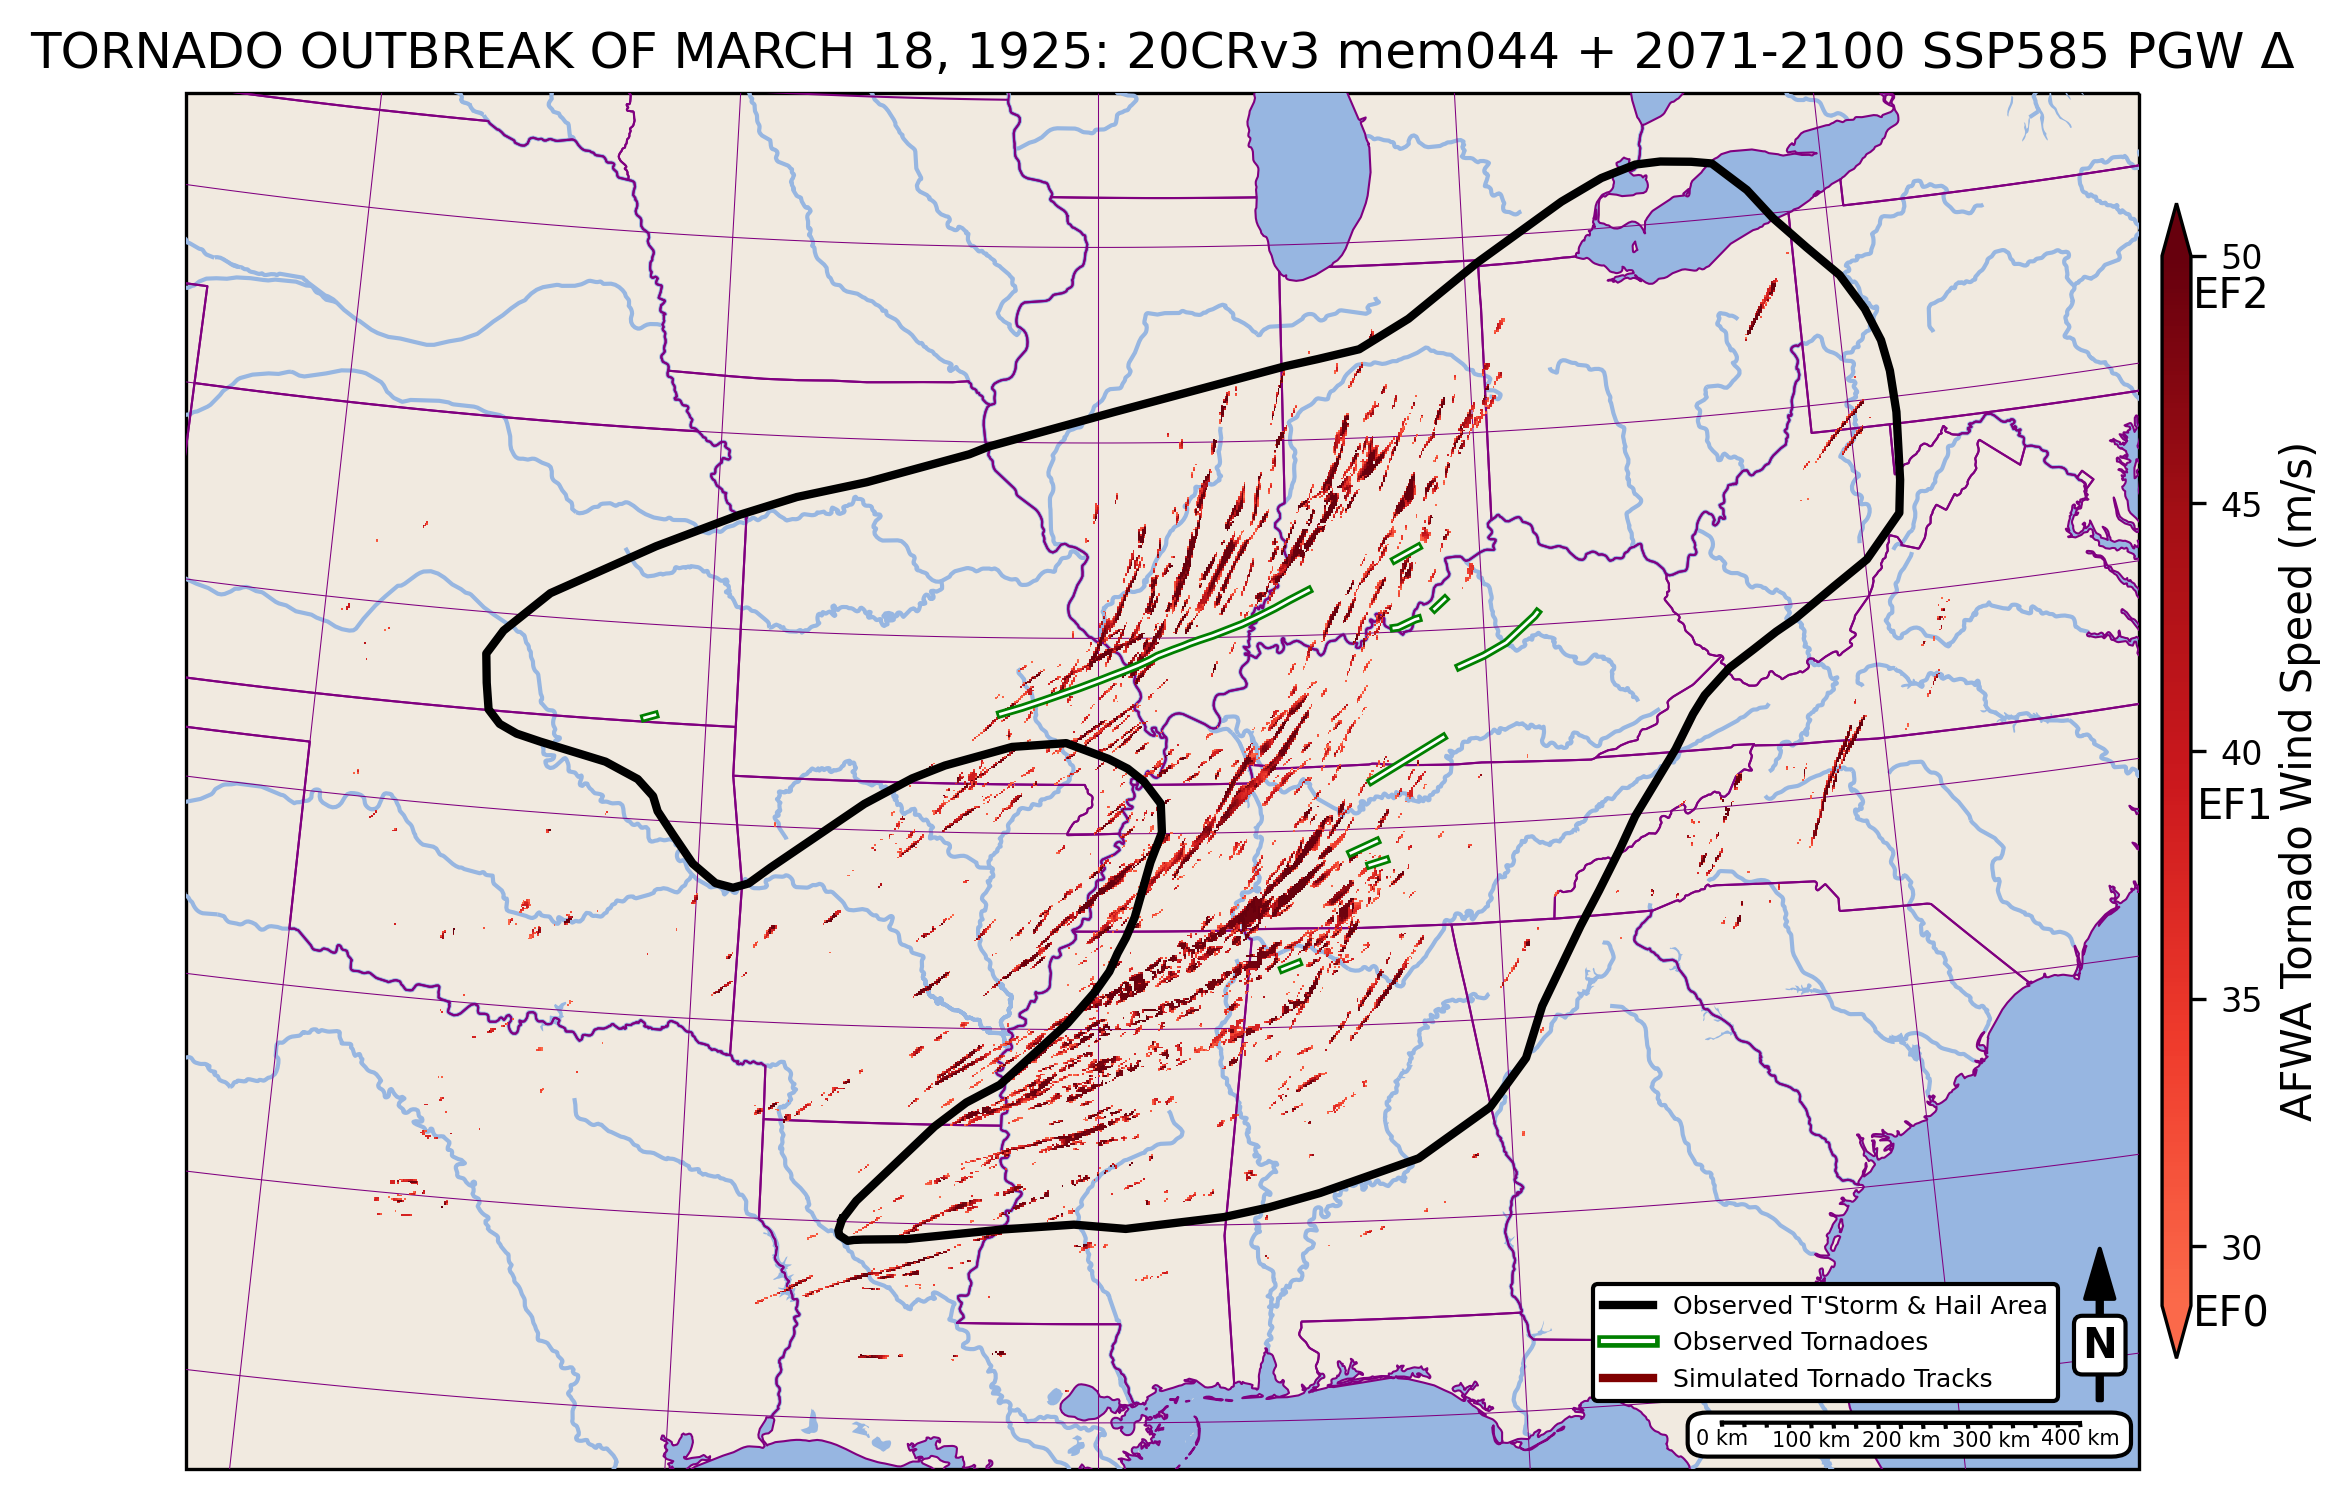 TORNADO OUTBREAK OF MARCH 18, 1925: 20CRv3 mem044 + 2071-2100 SSP585 PGW Δ
50
EF2
45
40
EF1
35
30
EF0
AFWA Tornado Wind Speed (m/s)
Observed T'Storm & Hail Area
Observed Tornadoes
Simulated Tornado Tracks
N
0 km 100 km 200 km 300 km 400 km